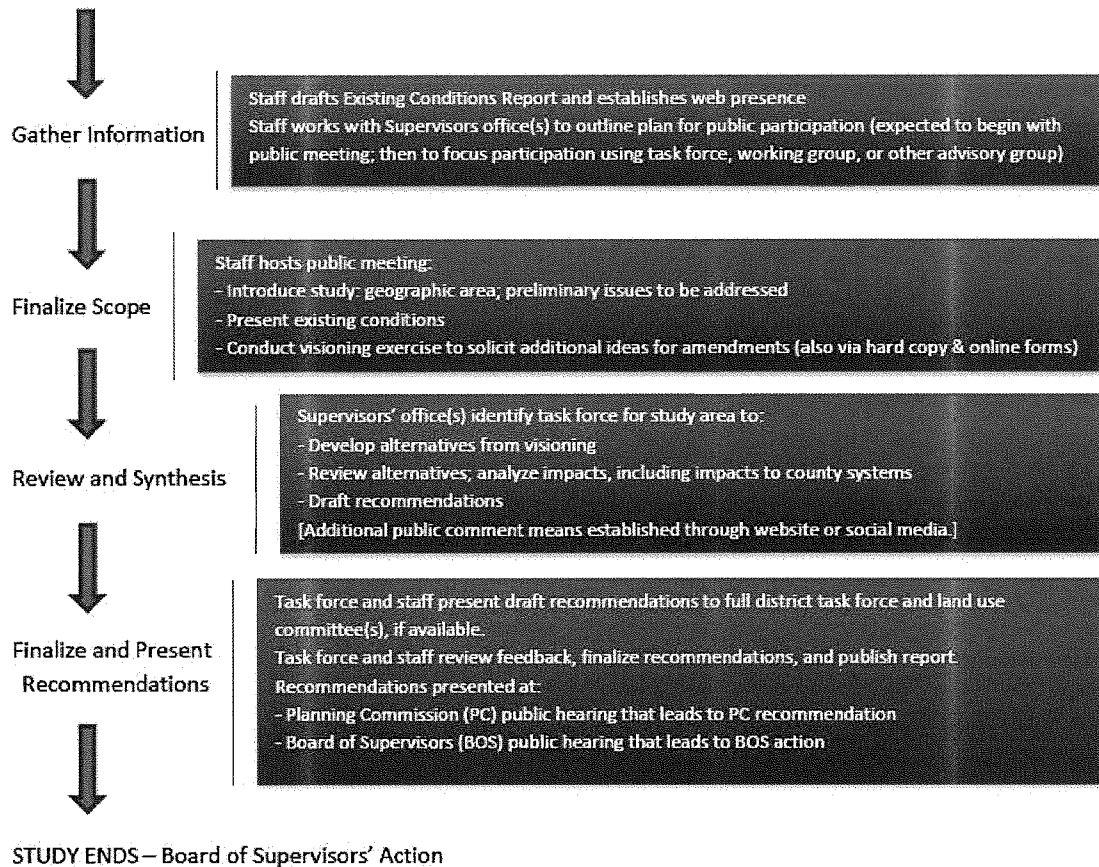 Gather Information
Staff drafts Existing Conditions Report and establishes web presence
Staff works with Supervisors office(s) to outline plan for public participation (expected to begin with
public meeting; then to focus participation using task force, working group, or other advisory group)
Finalize Scope
Staff hosts public meeting:
- Introduce study: geographic area; preliminary issues to be addressed
- Present existing conditions
- Conduct visioning exercise to solicit additional ideas for amendments (also via hard copy & online forms)
Review and Synthesis
Supervisors' office(s) identify task force for study area to:
- Develop alternatives from visioning
- Review alternatives; analyze impacts, including impacts to county systems
- Draft recommendations
[Additional public comment means established through website or social media.]
Finalize and Present
Recommendations
Task force and staff present draft recommendations to full district task force and land use
committee(s), if available.
Task force and staff review feedback, finalize recommendations, and publish report.
Recommendations presented at:
- Planning Commission (PC) public hearing that leads to PC recommendation
- Board of Supervisors (BOS) public hearing that leads to BOS action
STUDY ENDS – Board of Supervisors' Action